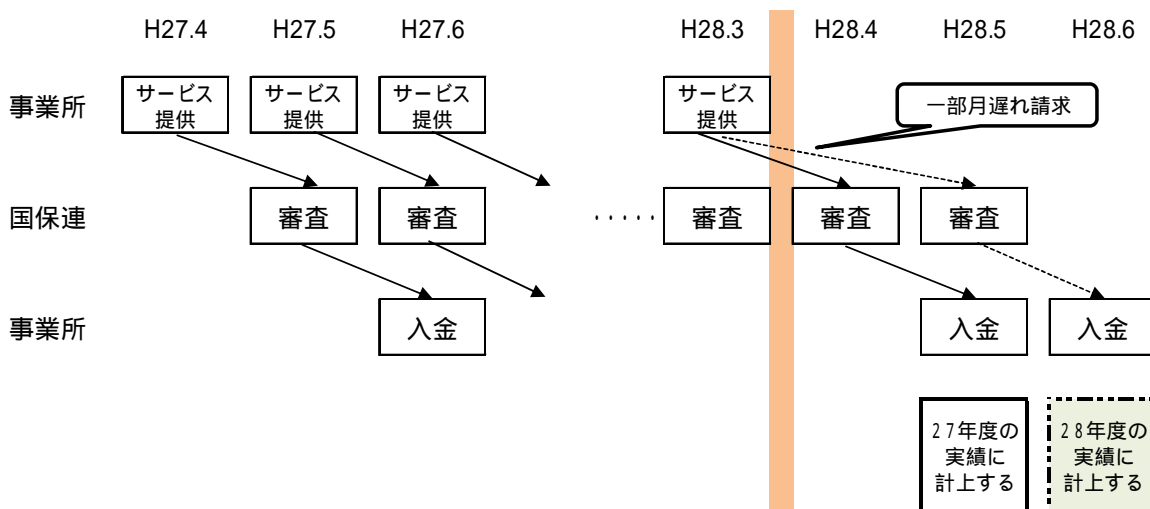 H27.4 H27.5 H27.6 H28.3 H28.4 H28.5 H28.6
事業所
サービス
提供
サービス
提供
サービス
提供
サービス
提供
一部月遅れ請求
国保連
審査 審査 ・・・・・ 審査 審査 審査
事業所
入金 入金 入金
27年度の
実績に
計上する
28年度の
実績に
計上する